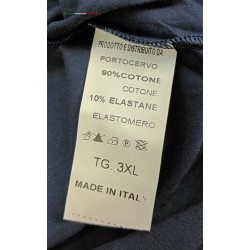 PRODOTTO E DISTRIBUITO DA:
PORTOCERVO
90%COTONE
COTONE
10% ELASTANE
ELASTOMERO
TG. 3XL
MADE IN ITALY